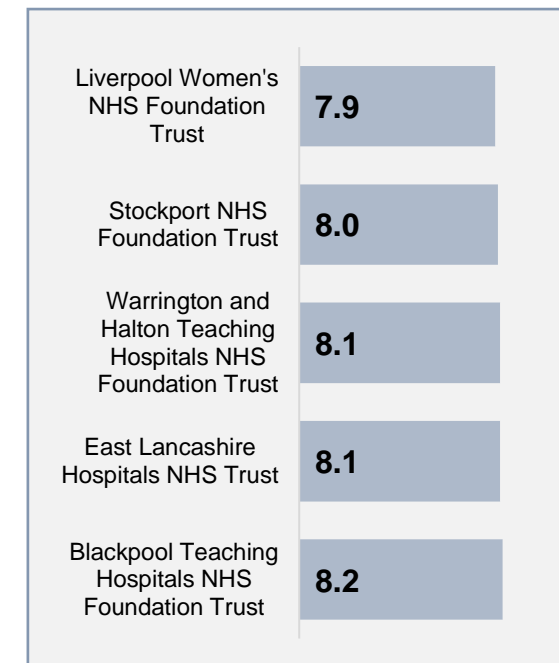 Liverpool Women's
NHS Foundation
Trust
7.9
Stockport NHS
Foundation Trust
8.0
Warrington and
Halton Teaching
Hospitals NHS
Foundation Trust
8.1
East Lancashire
Hospitals NHS Trust
8.1
Blackpool Teaching
Hospitals NHS
Foundation Trust
8.2